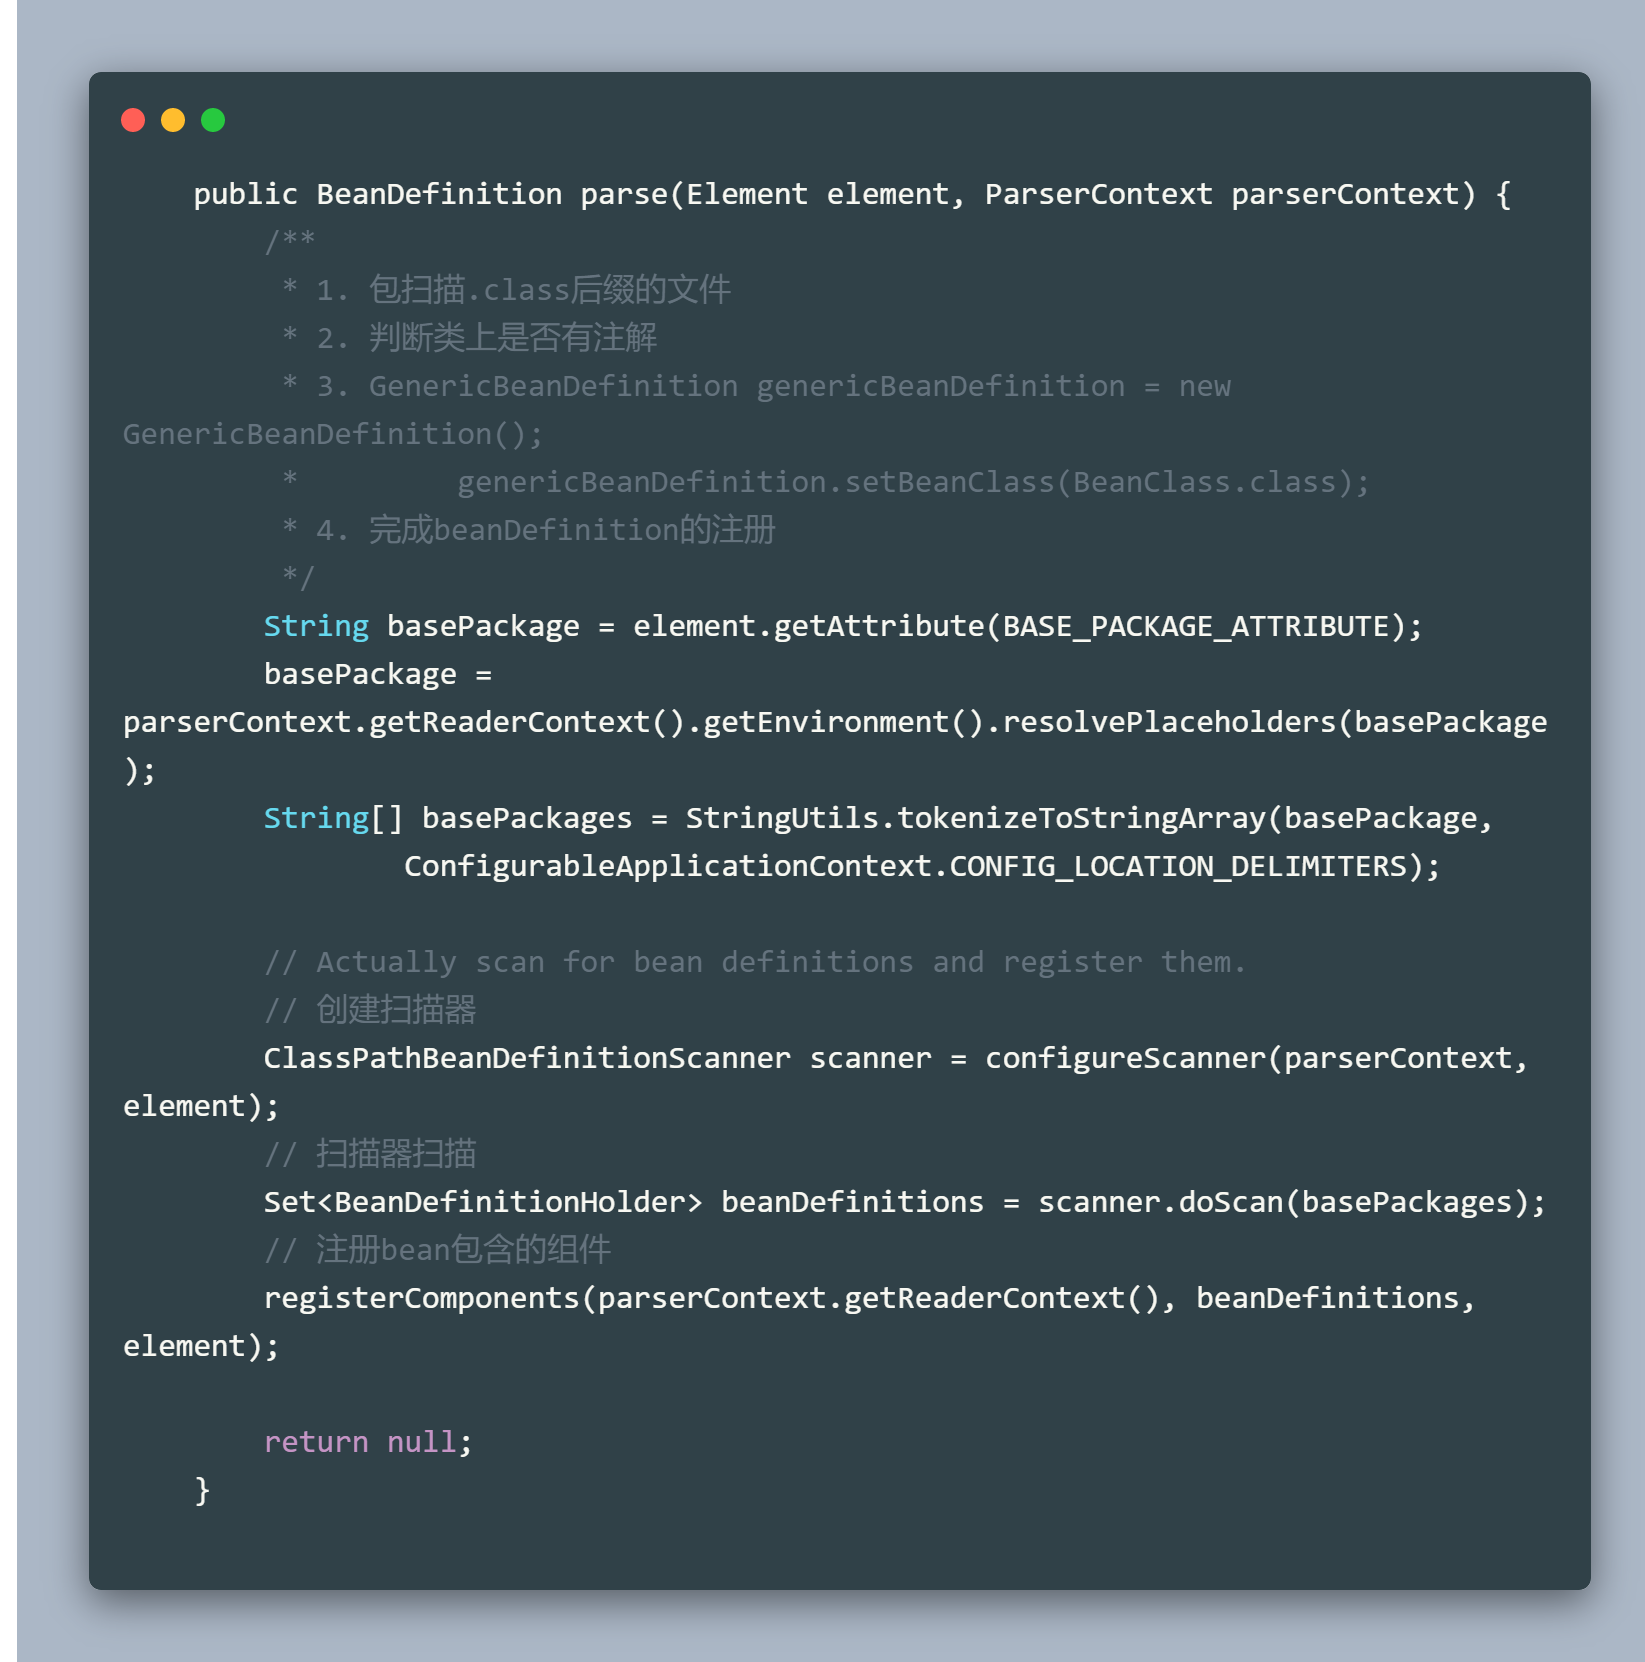 public BeanDefinition parse(Element element, ParserContext parserContext) {
/**
* 1. 包扫描.class后缀的文件
* 2. 判断类上是否有注解
* 3. GenericBeanDefinition genericBeanDefinition = new
GenericBeanDefinition();
* genericBeanDefinition.setBeanClass(BeanClass.class);
* 4. 完成beanDefinition的注册
*/
String basePackage = element.getAttribute(BASE_PACKAGE_ATTRIBUTE);
basePackage =
parserContext.getReaderContext().getEnvironment().resolvePlaceholders(basePackage
);
String[] basePackages = StringUtils.tokenizeToStringArray(basePackage,
ConfigurableApplicationContext.CONFIG_LOCATION_DELIMITERS);
// Actually scan for bean definitions and register them.
// 创建扫描器
ClassPathBeanDefinitionScanner scanner = configureScanner(parserContext,
element);
// 扫描器扫描
Set<BeanDefinitionHolder> beanDefinitions = scanner.doScan(basePackages);
// 注册bean包含的组件
registerComponents(parserContext.getReaderContext(), beanDefinitions,
element);
return null;
}